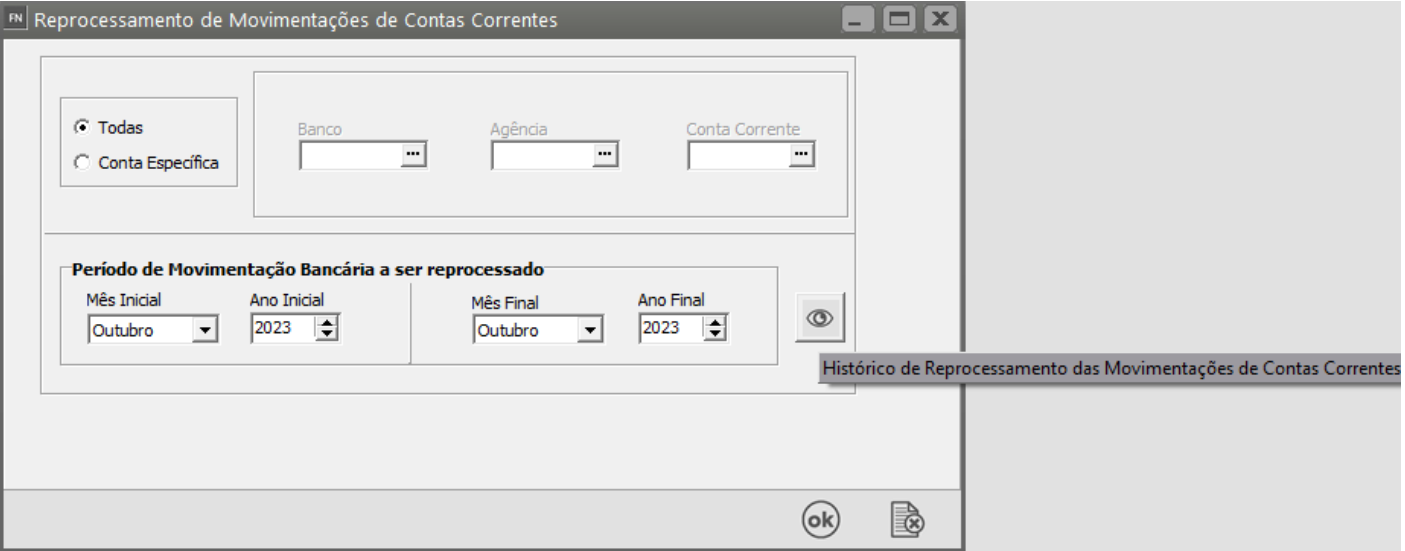 FN Reprocessamento de Movimentações de Contas Correntes
Todas
Conta Específica
Banco Agência Conta Corrente
... ... ...
Período de Movimentação Bancária a ser reprocessado
Mês Inicial Ano Inicial Mês Final Ano Final
Outubro 2023 Outubro 2023
Histórico de Reprocessamento das Movimentações de Contas Correntes
ok